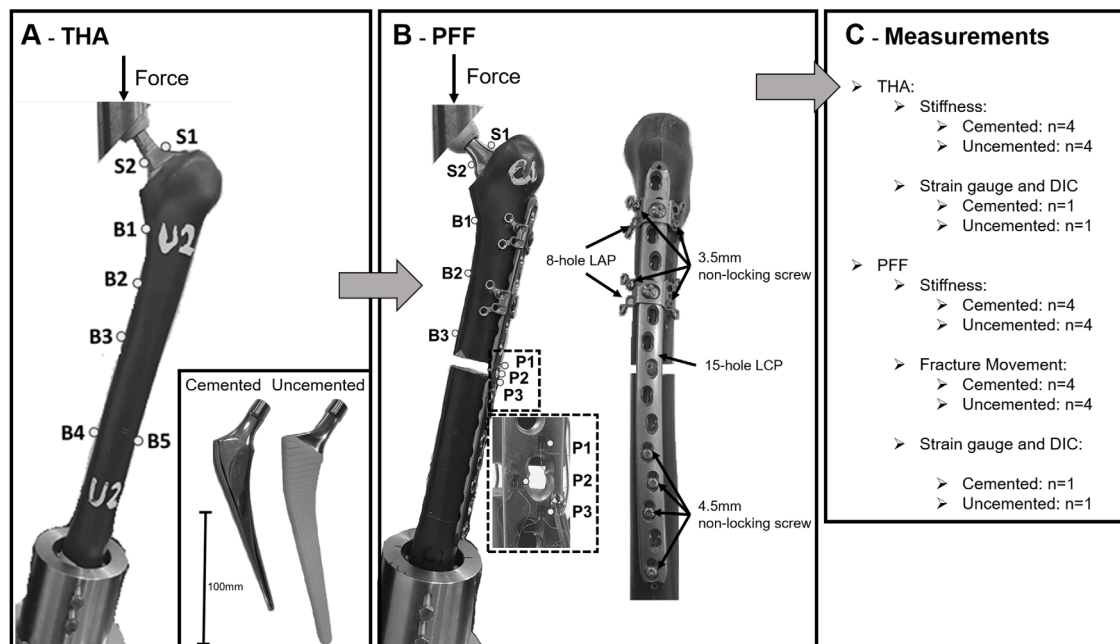 A - THA
Force
S1
S2
B1
U2
B2
B3
B4
B5
U2
Cemented Uncemented
100mm
B - PFF
Force
S1
S2
B1
B2
B3
P1
P2
P3
P1
P2
P3
8-hole LAP
3.5mm
non-locking screw
15-hole LCP
4.5mm
non-locking screw
C - Measurements
THA:
Stiffness:
Cemented: n=4
Uncemented: n=4
Strain gauge and DIC
Cemented: n=1
Uncemented: n=1
PFF
Stiffness:
Cemented: n=4
Uncemented: n=4
Fracture Movement:
Cemented: n=4
Uncemented: n=4
Strain gauge and DIC:
Cemented: n=1
Uncemented: n=1